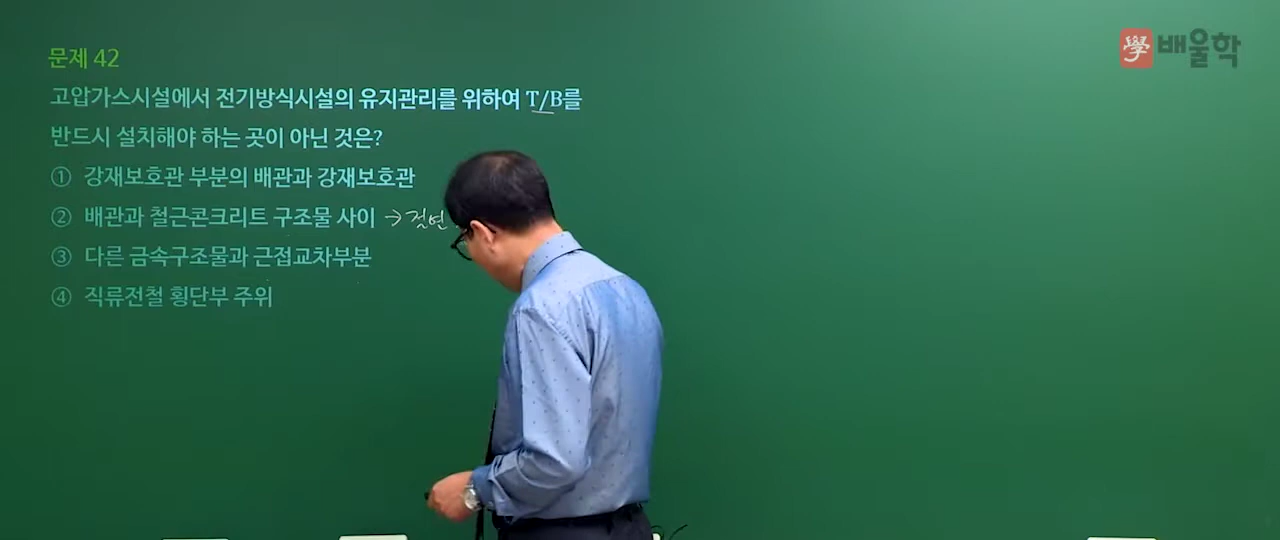 문제 42
學 배울학
고압가스시설에서 전기방식시설의 유지관리를 위하여 T/B를
반드시 설치해야 하는 곳이 아닌 것은?
① 강재보호관 부분의 배관과 강재보호관
② 배관과 철근콘크리트 구조물 사이 → 절연
③ 다른 금속구조물과 근접교차부분
④ 직류전철 횡단부 주위